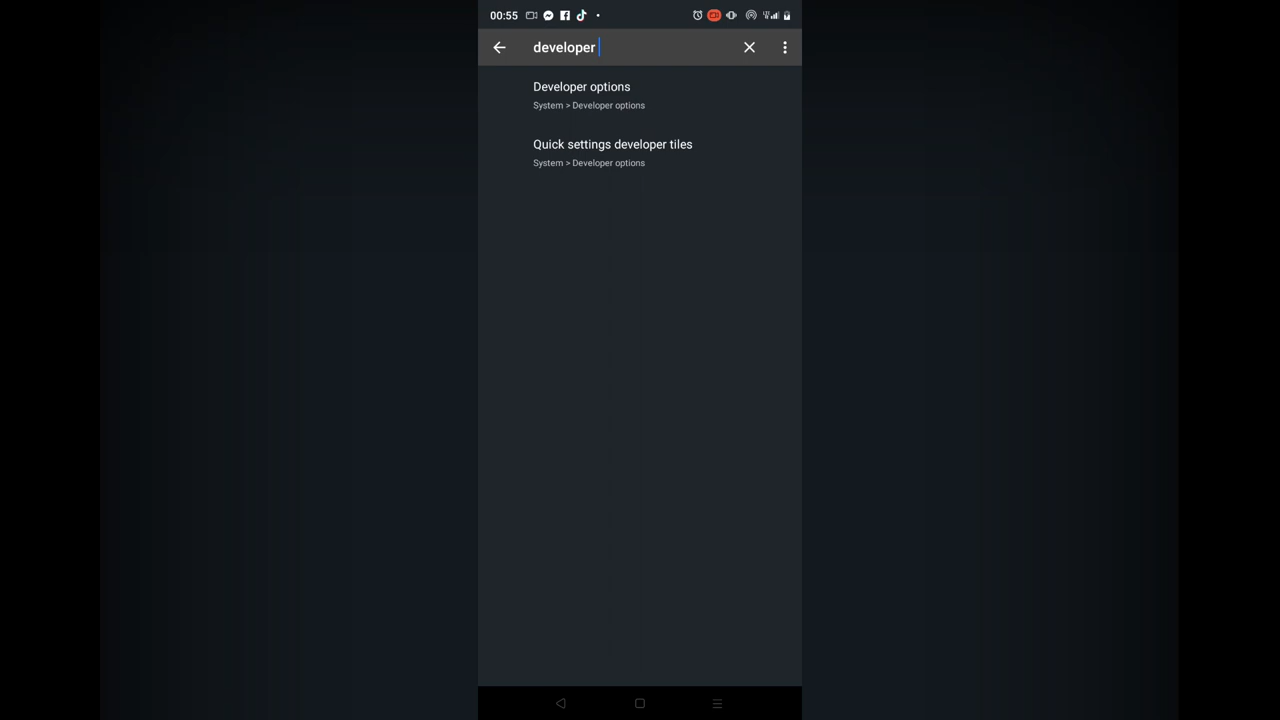 00:55
developer
Developer options
System > Developer options
Quick settings developer tiles
System > Developer options